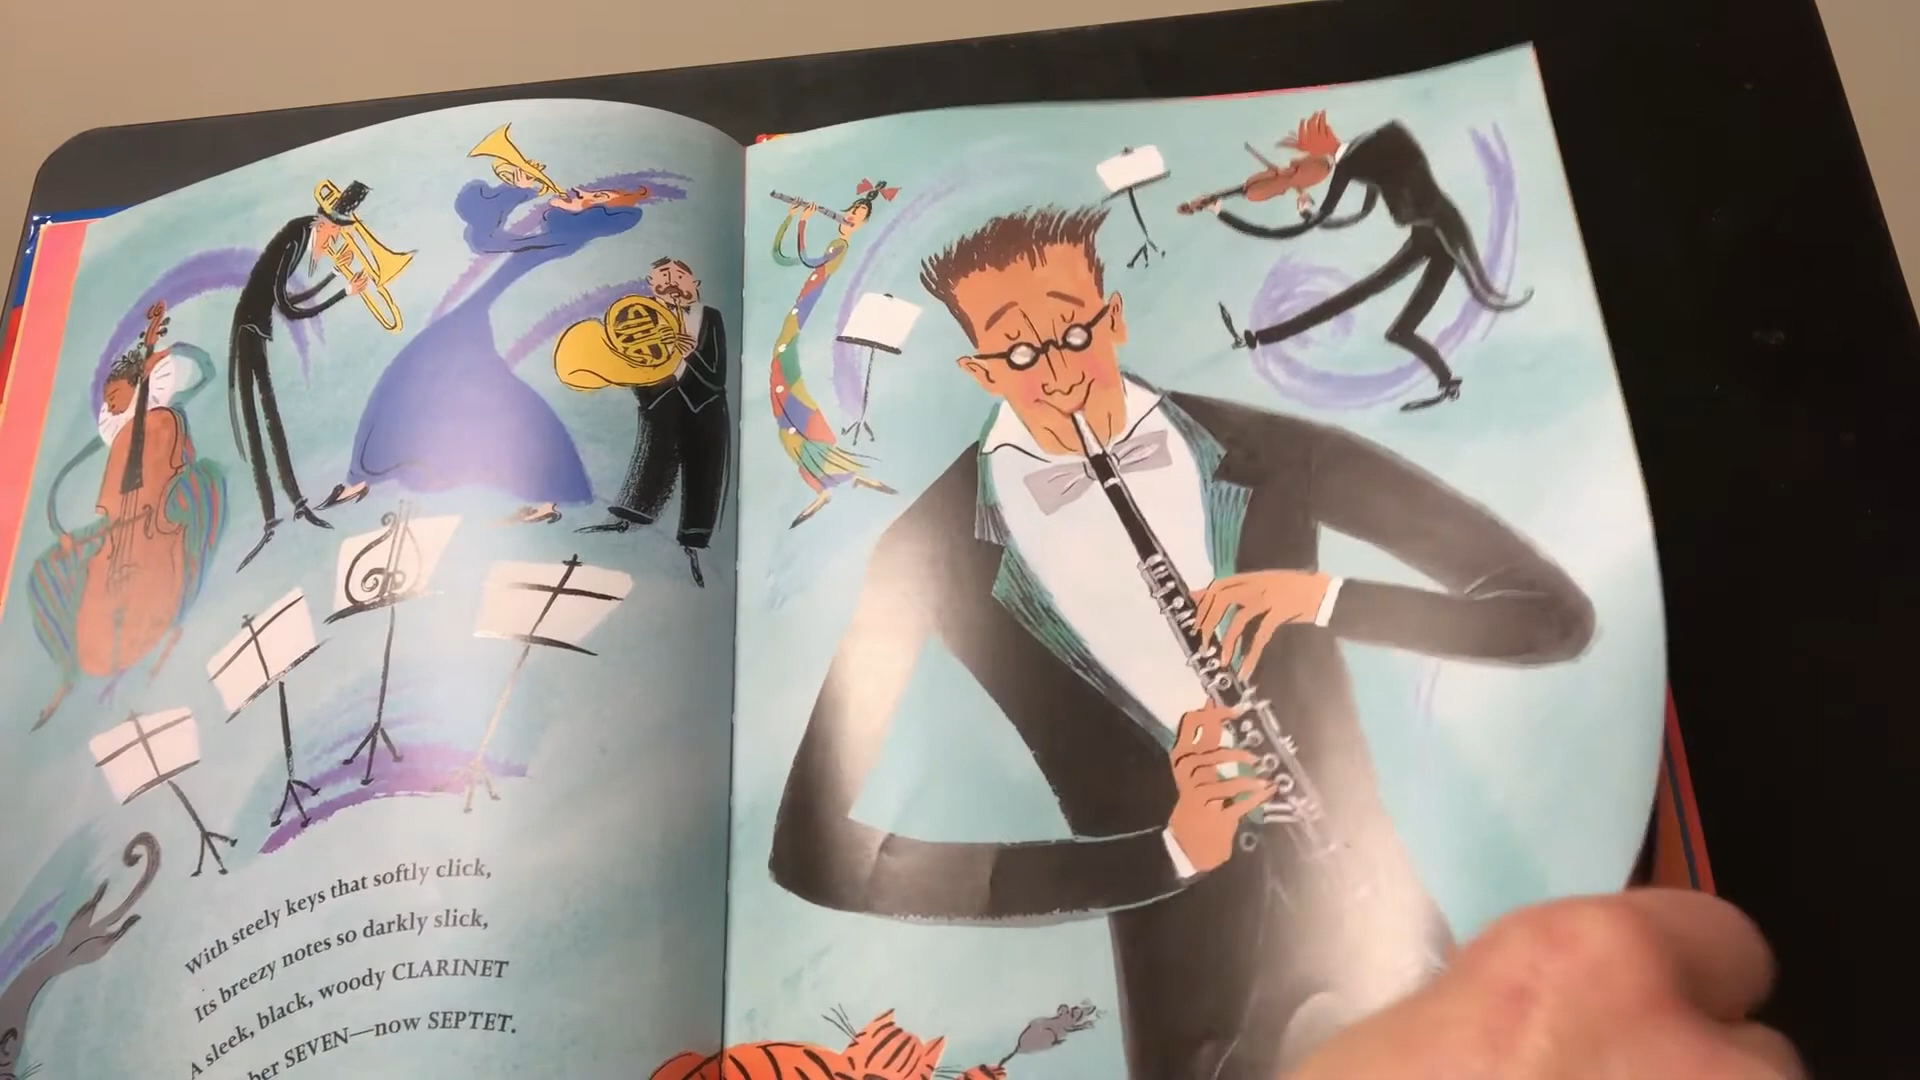 With steely keys that softly click,
Its breezy notes so darkly slick,
A sleek, black, woody CLARINET
ber SEVEN—now SEPTET.